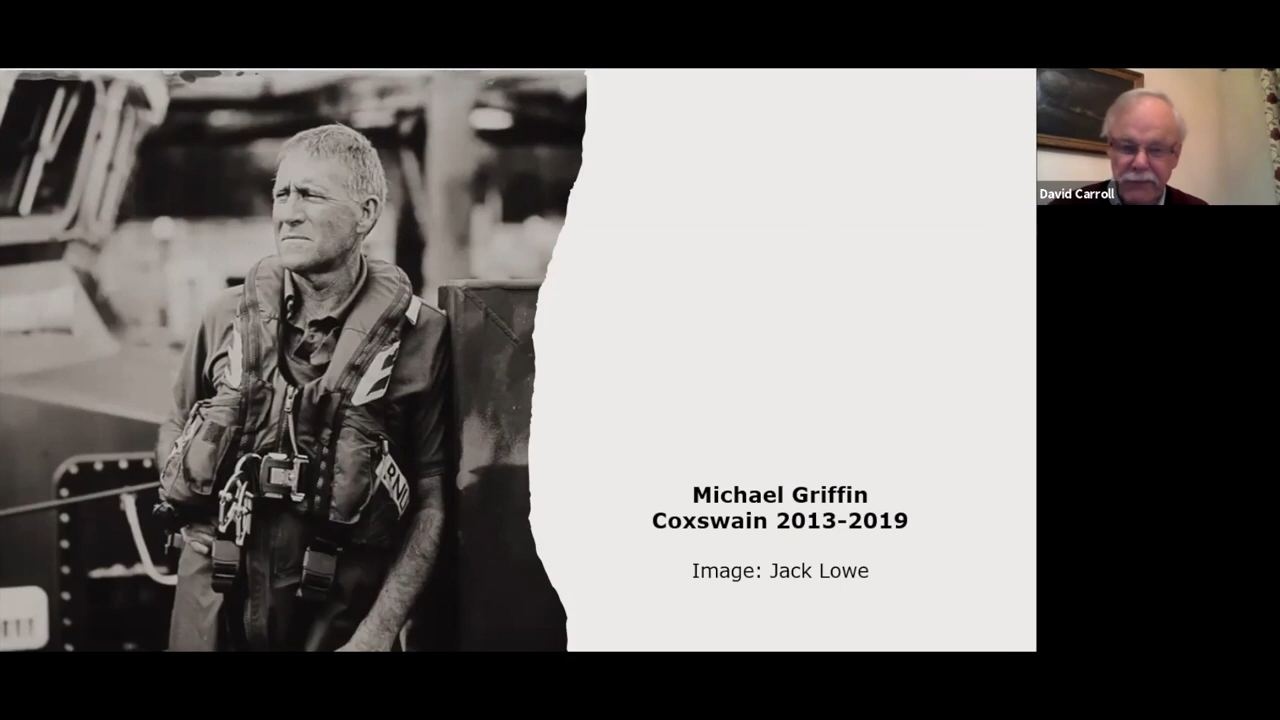 Michael Griffin
Coxswain 2013-2019
Image: Jack Lowe
David Carroll
RNLI